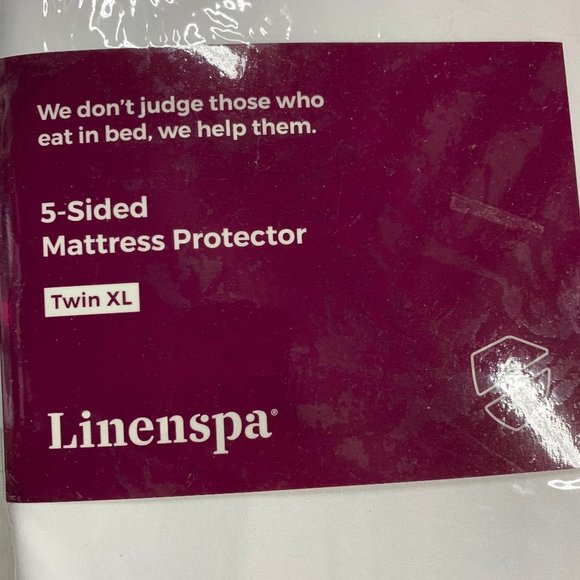 We don't judge those who
eat in bed, we help them.
5-Sided
Mattress Protector
Twin XL
Linenspa®